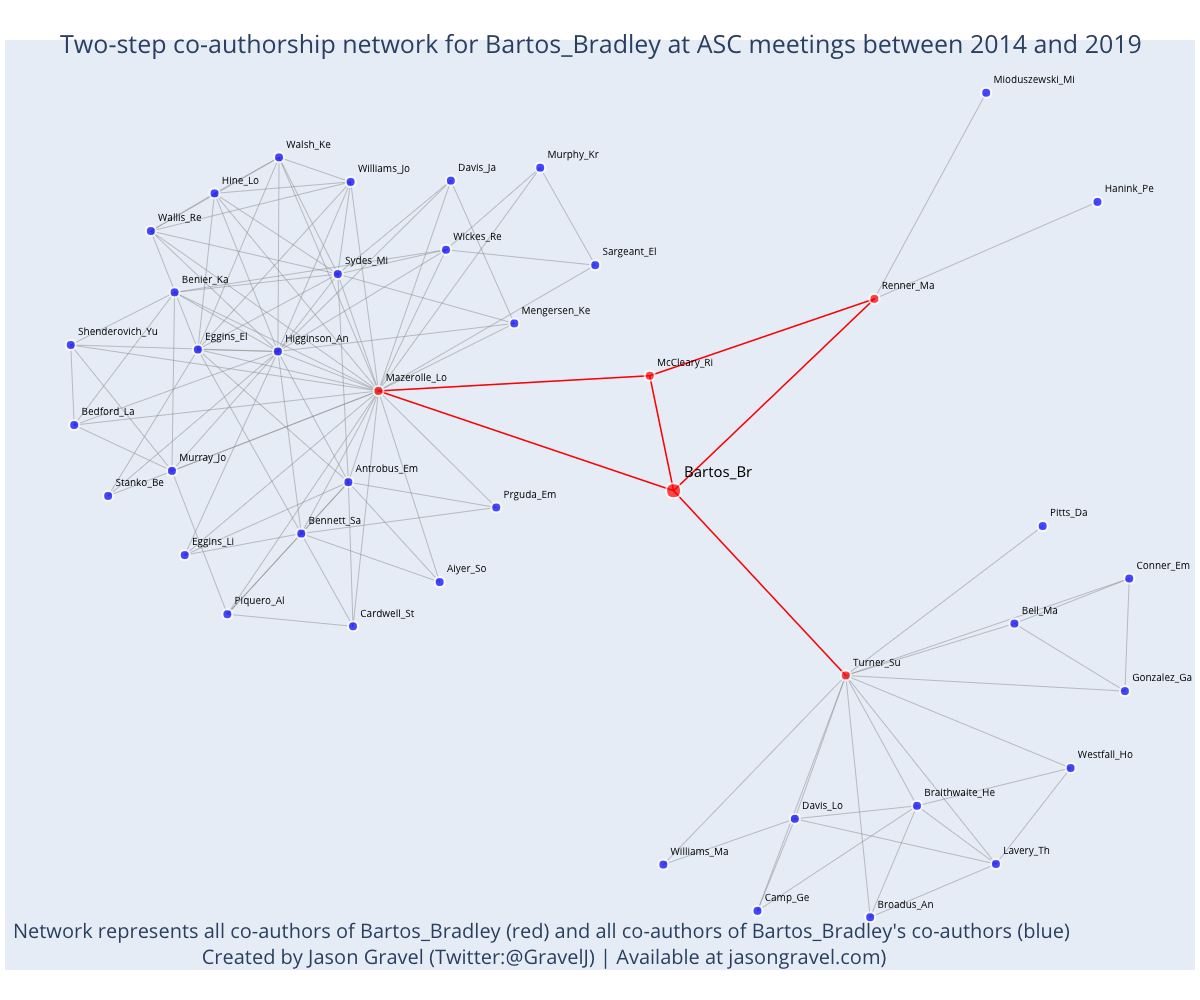 Two-step co-authorship network for Bartos_Bradley at ASC meetings between 2014 and 2019
Mioduszewski_Mi
Walsh_Ke
Murphy_Kr
Williams_Jo
Davis_Ja
Hine_Lo
Hanink_Pe
Wallis_Re
Wickes_Re
Sargeant_El
Sydes_Mi
Benier_Ka
Renner_Ma
Mengersen_Ke
Shenderovich_Yu
Eggins_El
Higginson_An
McCleary_Ri
Mazerolle_Lo
Bedford_La
Murray_Jo
Antrobus_Em
Bartos_Br
Stanko_Be
Prguda_Em
Pitts_Da
Bennett_Sa
Eggins_Li
Aiyer_So
Conner_Em
Piquero_Al
Cardwell_St
Bell_Ma
Turner_Su
Gonzalez_Ga
Westfall_Ho
Braithwaite_He
Davis_Lo
Williams_Ma
Lavery_Th
Camp_Ge
Broadus_An
Network represents all co-authors of Bartos_Bradley (red) and all co-authors of Bartos_Bradley's co-authors (blue)
Created by Jason Gravel (Twitter:@GravelJ) | Available at jasongravel.com)